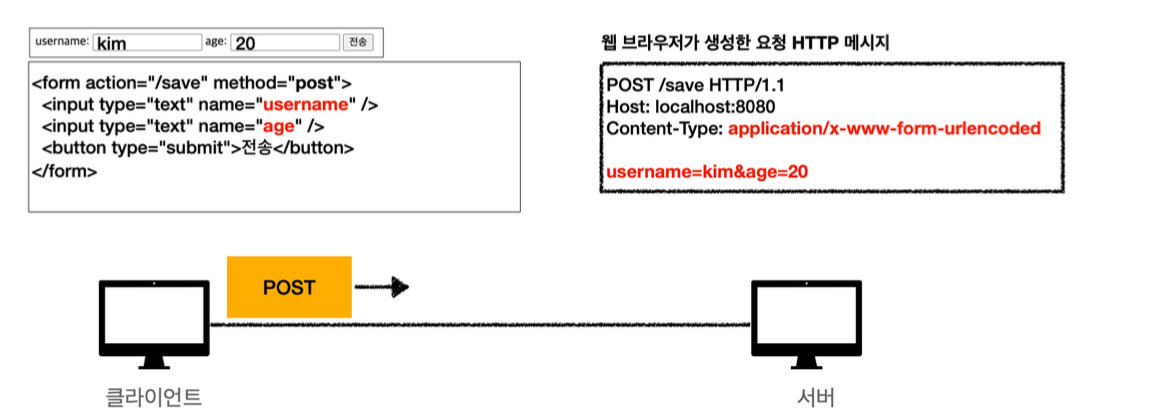 username: kim age: 20 전송
<form action="/save" method="post">
<input type="text" name="username" />
<input type="text" name="age" />
<button type="submit">전송</button>
</form>
웹 브라우저가 생성한 요청 HTTP 메시지
POST /save HTTP/1.1
Host: localhost:8080
Content-Type: application/x-www-form-urlencoded
username=kim&age=20
POST
클라이언트
서버